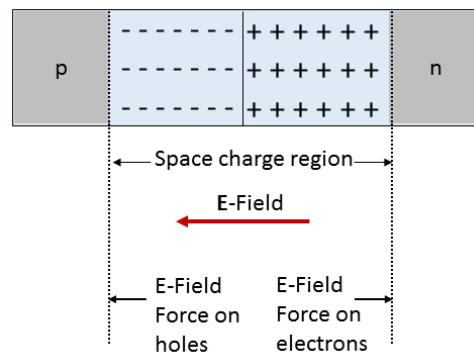 p
- - - - - - -
+ + + + + +
n
- - - - - - -
+ + + + + +
- - - - - - -
+ + + + + +
Space charge region
E-Field
E-Field
Force on
holes
E-Field
Force on
electrons